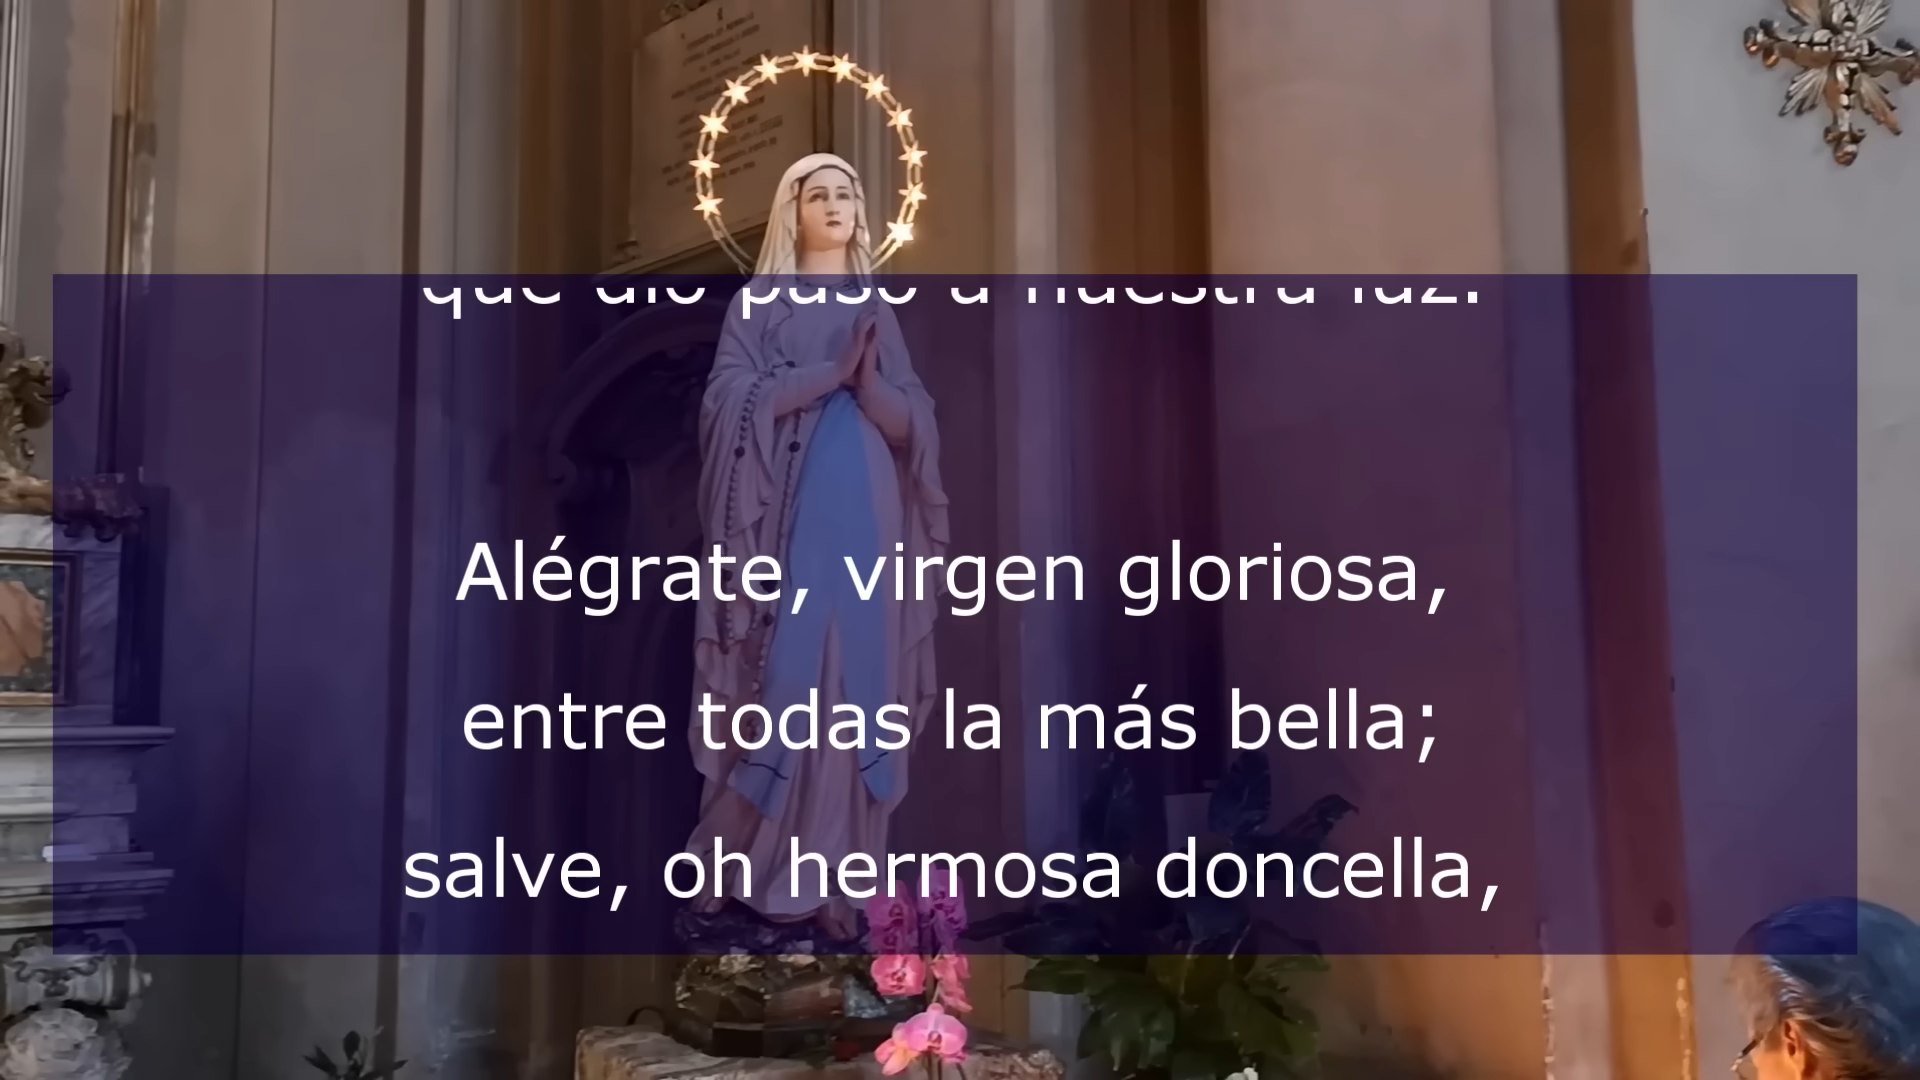 que dio paso a nuestra luz.
Alégrate, virgen gloriosa,
entre todas la más bella;
salve, oh hermosa doncella,